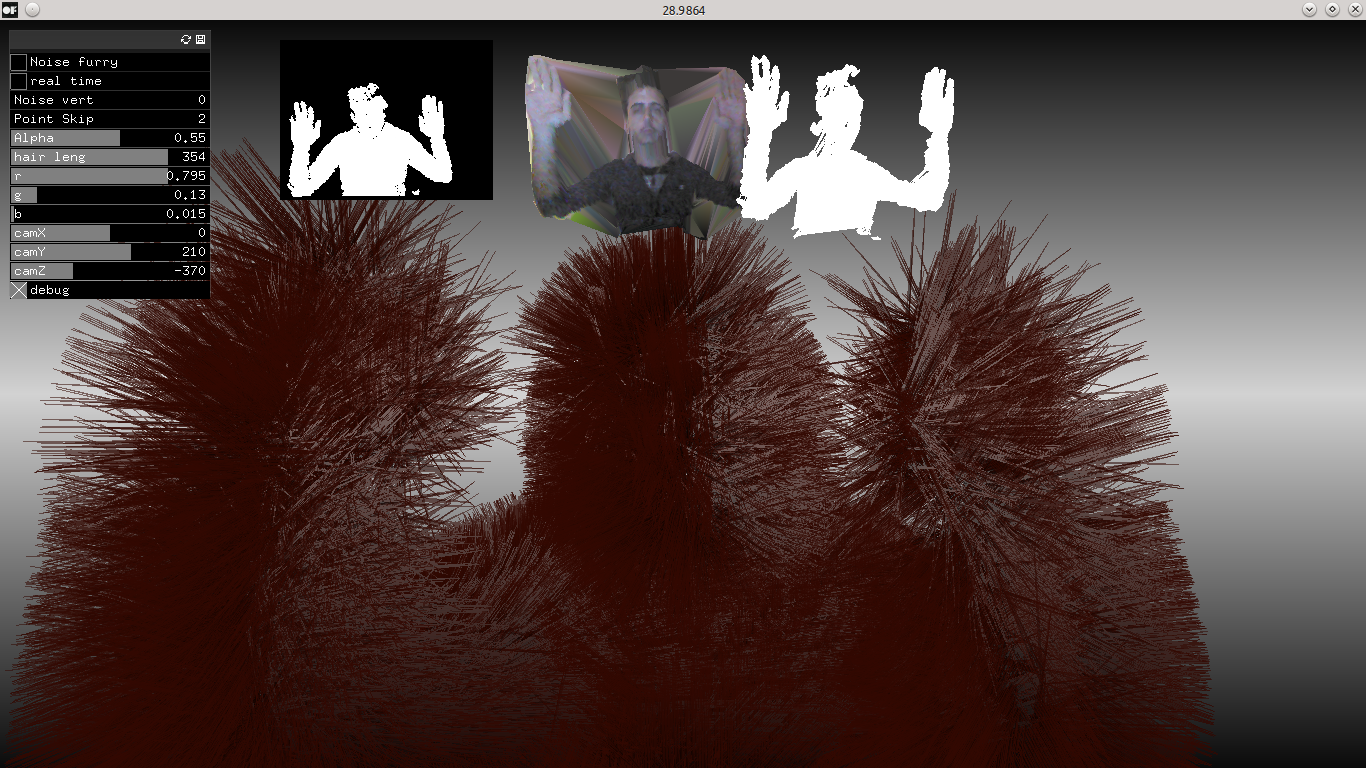 OF 28.9864
Noise furry
real time
Noise vert 0
Point Skip 2
Alpha 0.55
hair leng 354
r 0.795
g 0.13
b 0.015
camX 0
camY 210
camZ -370
debug